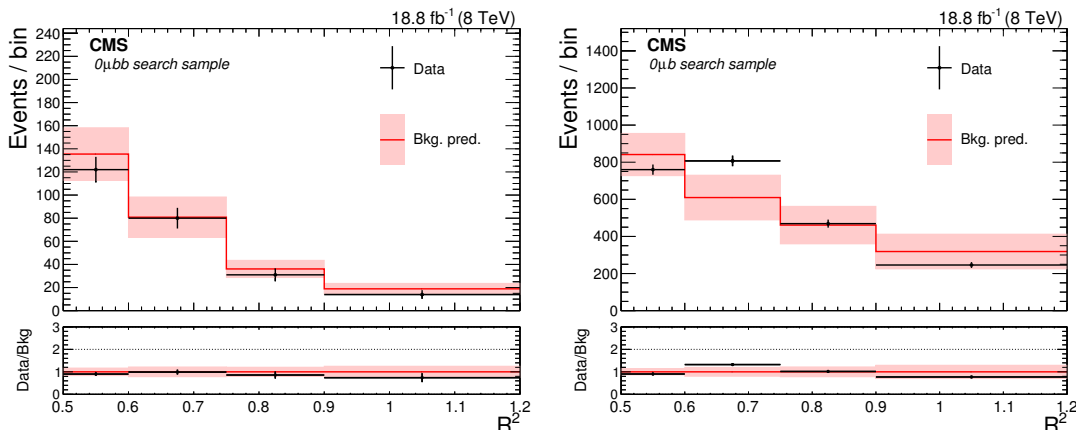 18.8 fb⁻¹ (8 TeV)
Events / bin
240
220
200
180
160
140
120
100
80
60
40
20
0
CMS
0μbb search sample
Data
Bkg. pred.
Data/Bkg
3
2
1
0
0.5 0.6 0.7 0.8 0.9 1 1.1 1.2
R²
18.8 fb⁻¹ (8 TeV)
Events / bin
1400
1200
1000
800
600
400
200
0
CMS
0μb search sample
Data
Bkg. pred.
Data/Bkg
3
2
1
0
0.5 0.6 0.7 0.8 0.9 1 1.1 1.2
R²